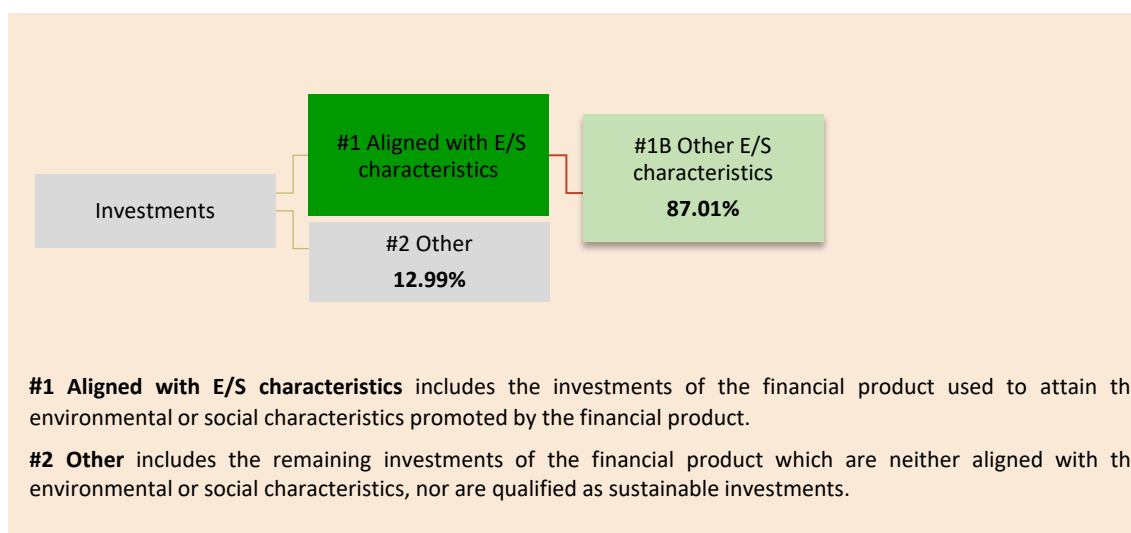 #1 Aligned with E/S
characteristics
#1B Other E/S
characteristics
87.01%
Investments
#2 Other
12.99%
#1 Aligned with E/S characteristics includes the investments of the financial product used to attain th
environmental or social characteristics promoted by the financial product.
#2 Other includes the remaining investments of the financial product which are neither aligned with th
environmental or social characteristics, nor are qualified as sustainable investments.